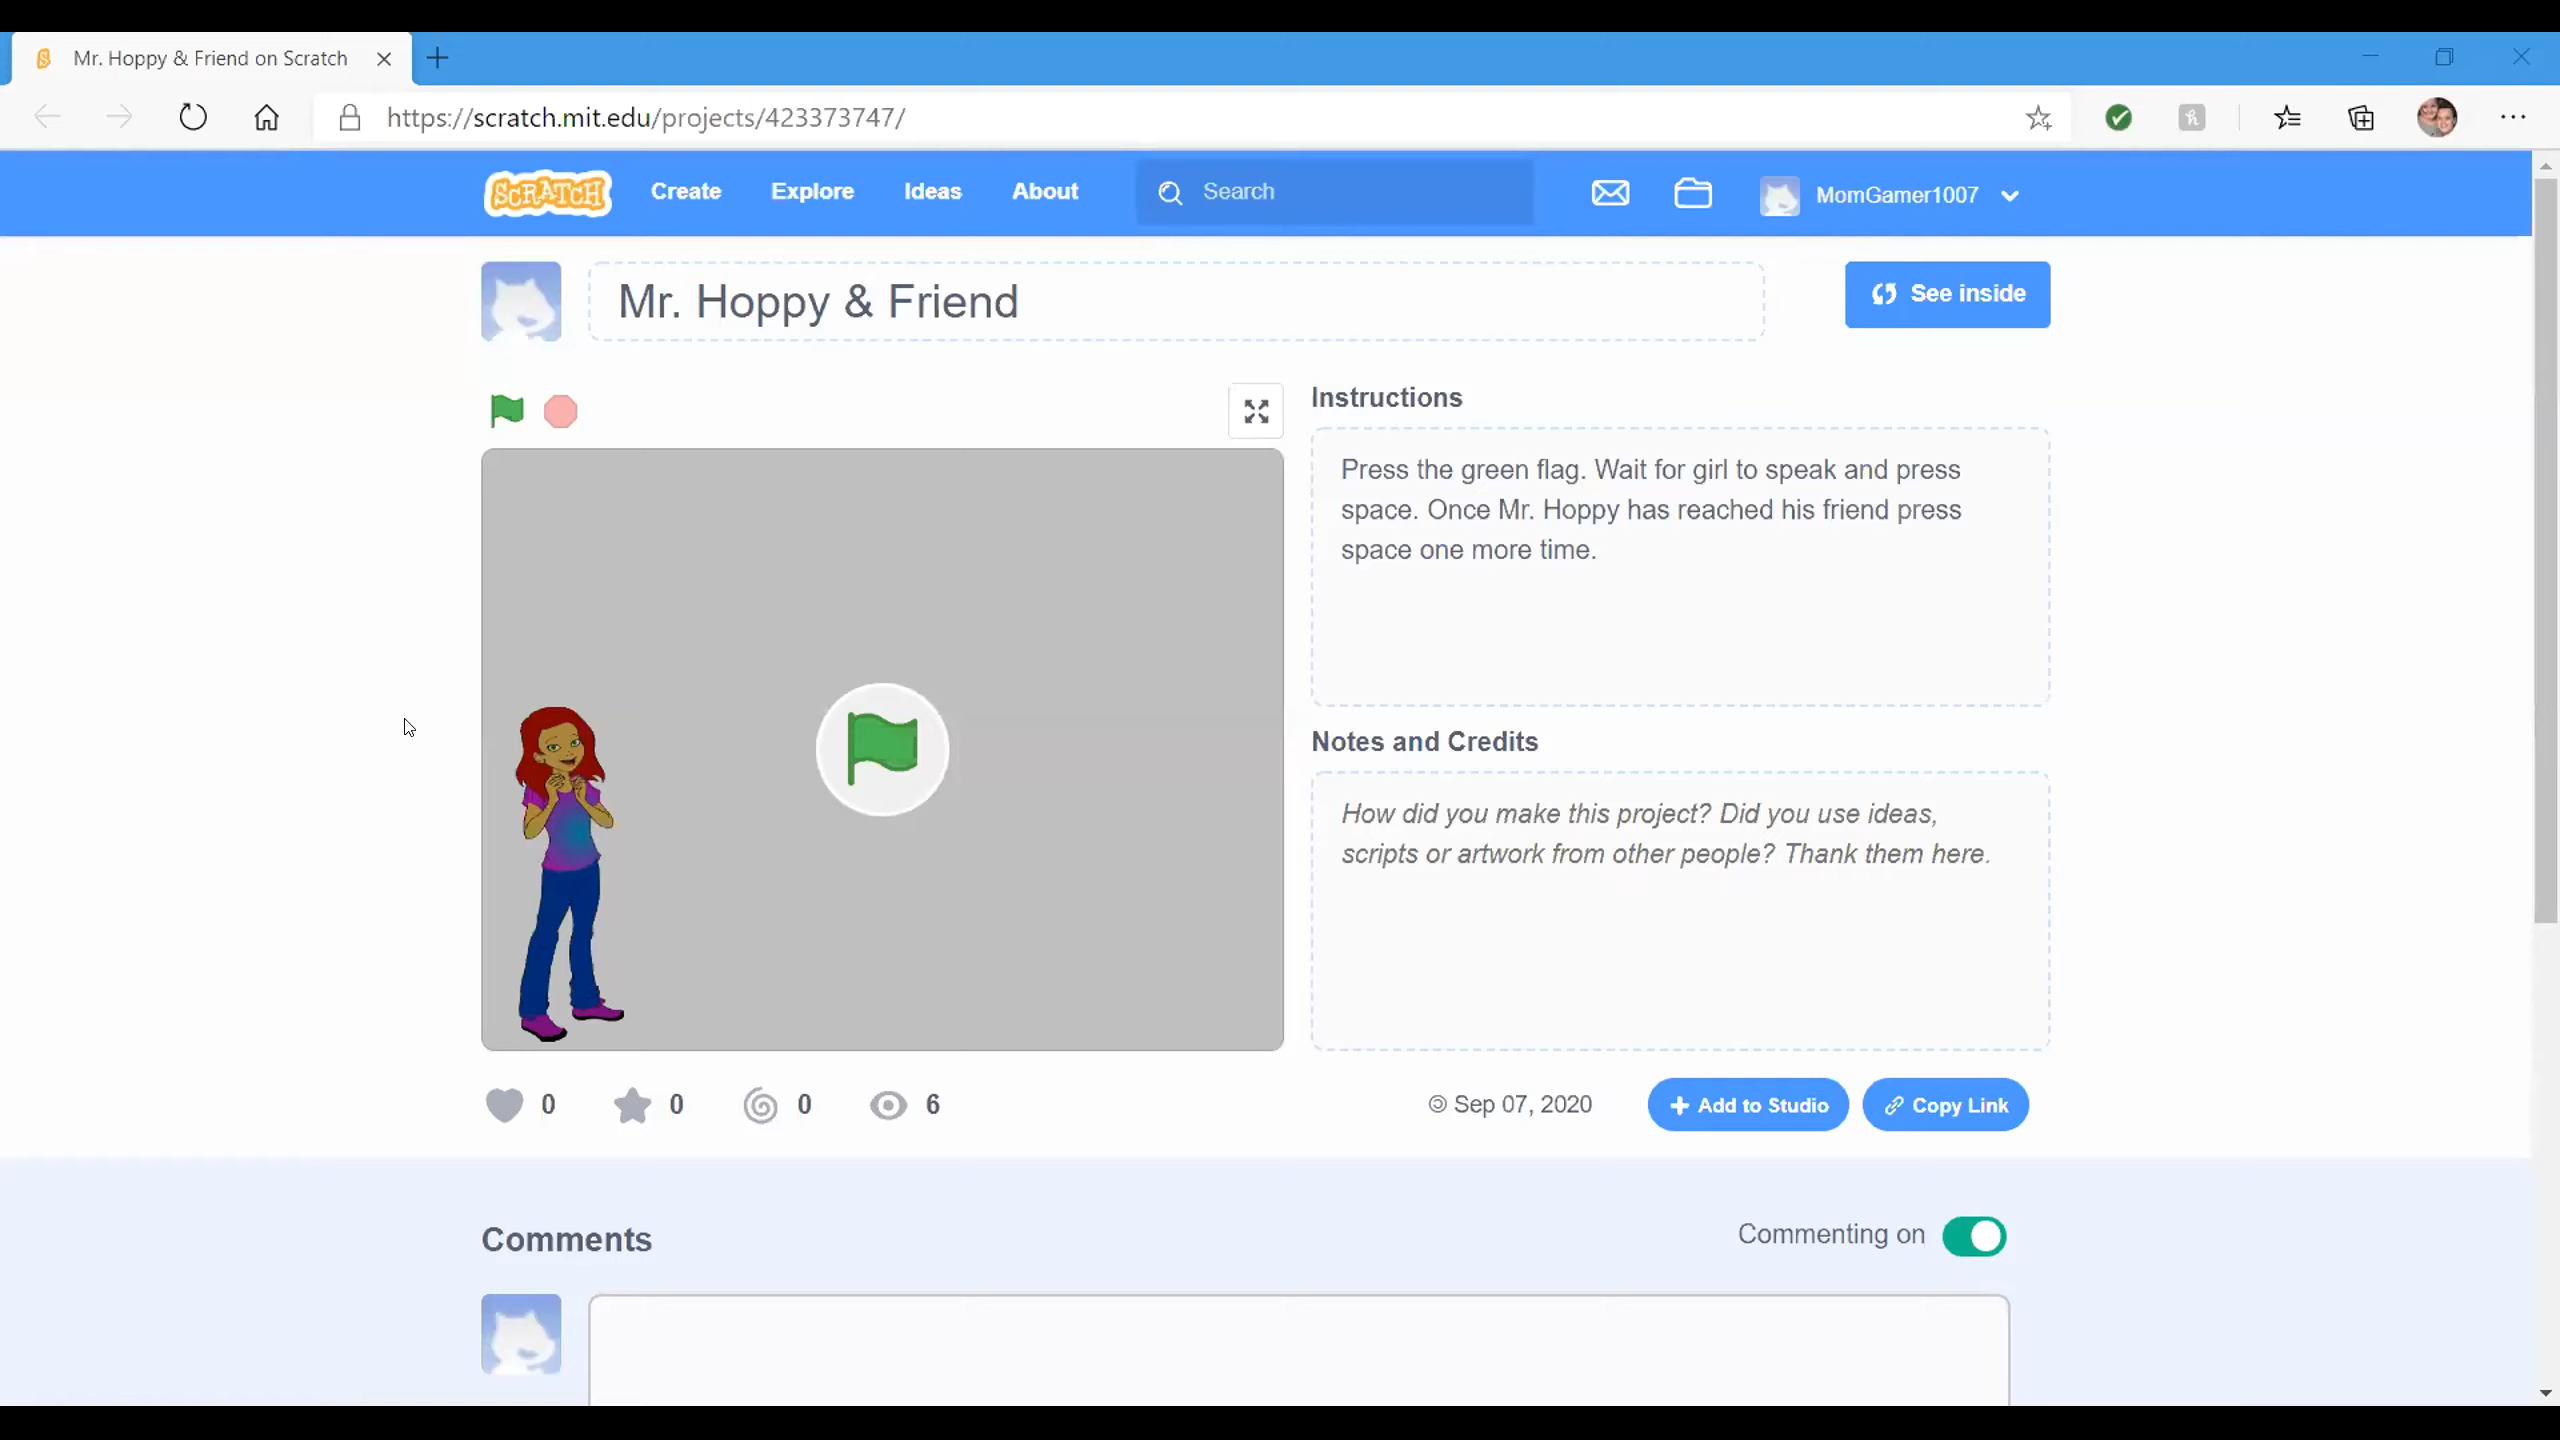 Mr. Hoppy & Friend on Scratch
https://scratch.mit.edu/projects/423373747/
SCRATCH
Create
Explore
Ideas
About
Search
MomGamer1007
Mr. Hoppy & Friend
See inside
Instructions
Press the green flag. Wait for girl to speak and press
space. Once Mr. Hoppy has reached his friend press
space one more time.
Notes and Credits
How did you make this project? Did you use ideas,
scripts or artwork from other people? Thank them here.
0
0
0
6
© Sep 07, 2020
Add to Studio
Copy Link
Comments
Commenting on